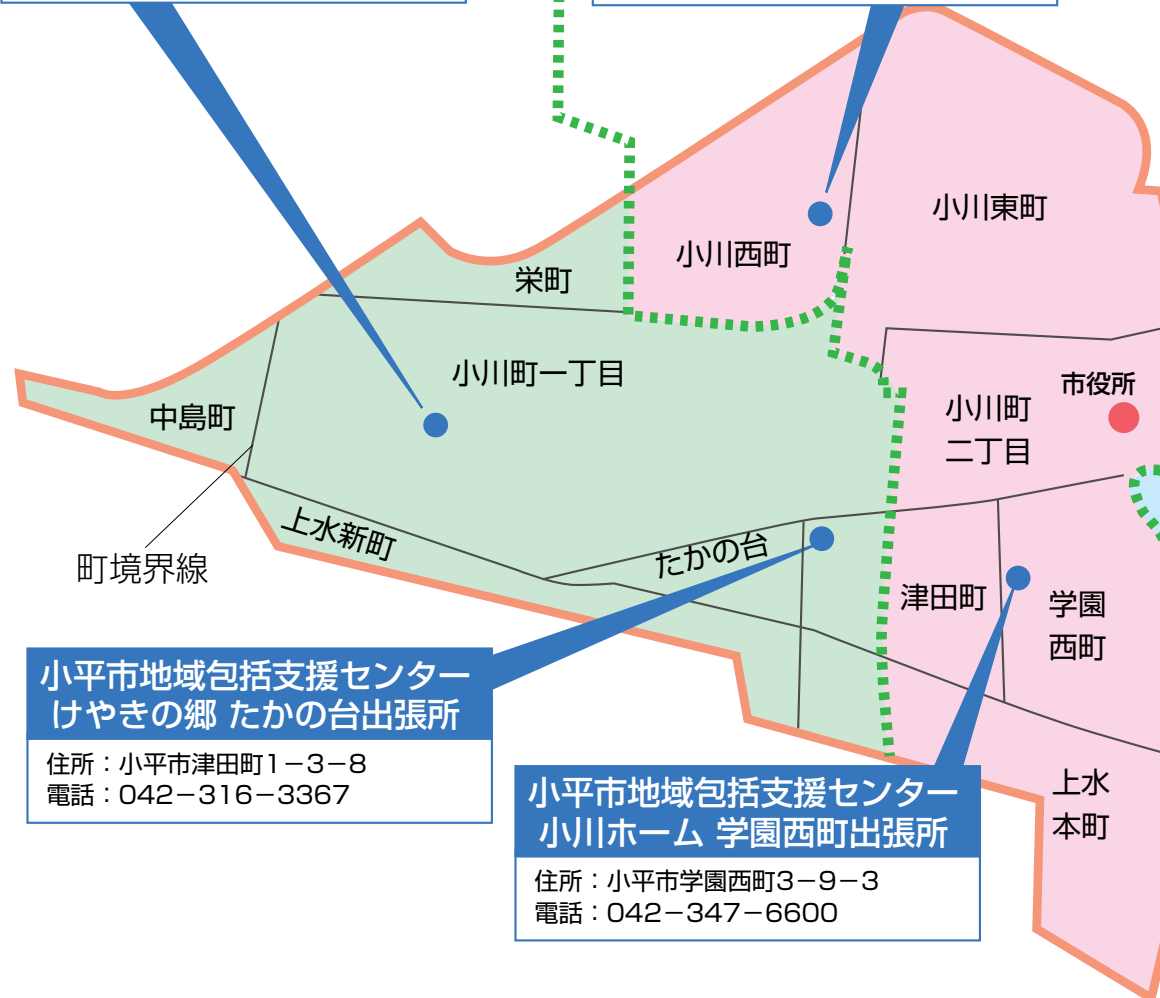 小川東町
小川西町
栄町
小川町一丁目
市役所
小川町
二丁目
中島町
上水新町
たかの台
町境界線
津田町
学園
西町
小平市地域包括支援センター
けやきの郷 たかの台出張所
住所：小平市津田町1－3－8
電話：042－316－3367
上水
本町
小平市地域包括支援センター
小川ホーム 学園西町出張所
住所：小平市学園西町3－9－3
電話：042－347－6600